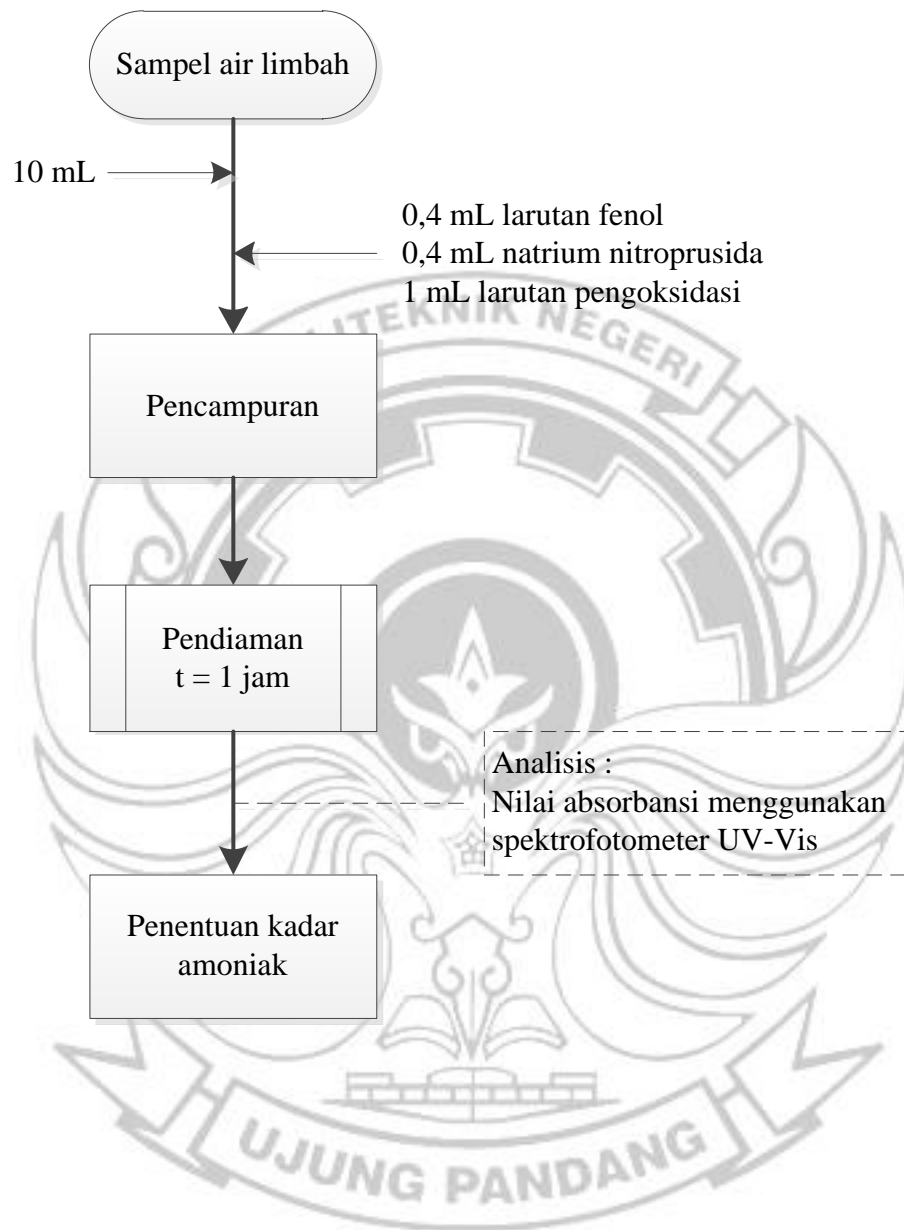 Sampel air limbah
10 mL
0,4 mL larutan fenol
0,4 mL natrium nitroprusida
1 mL larutan pengoksidasi
Pencampuran
Pendiaman
t = 1 jam
Analisis :
Nilai absorbansi menggunakan
spektrofotometer UV-Vis
Penentuan kadar
amoniak
NEGERI
UJUNG PANDANG